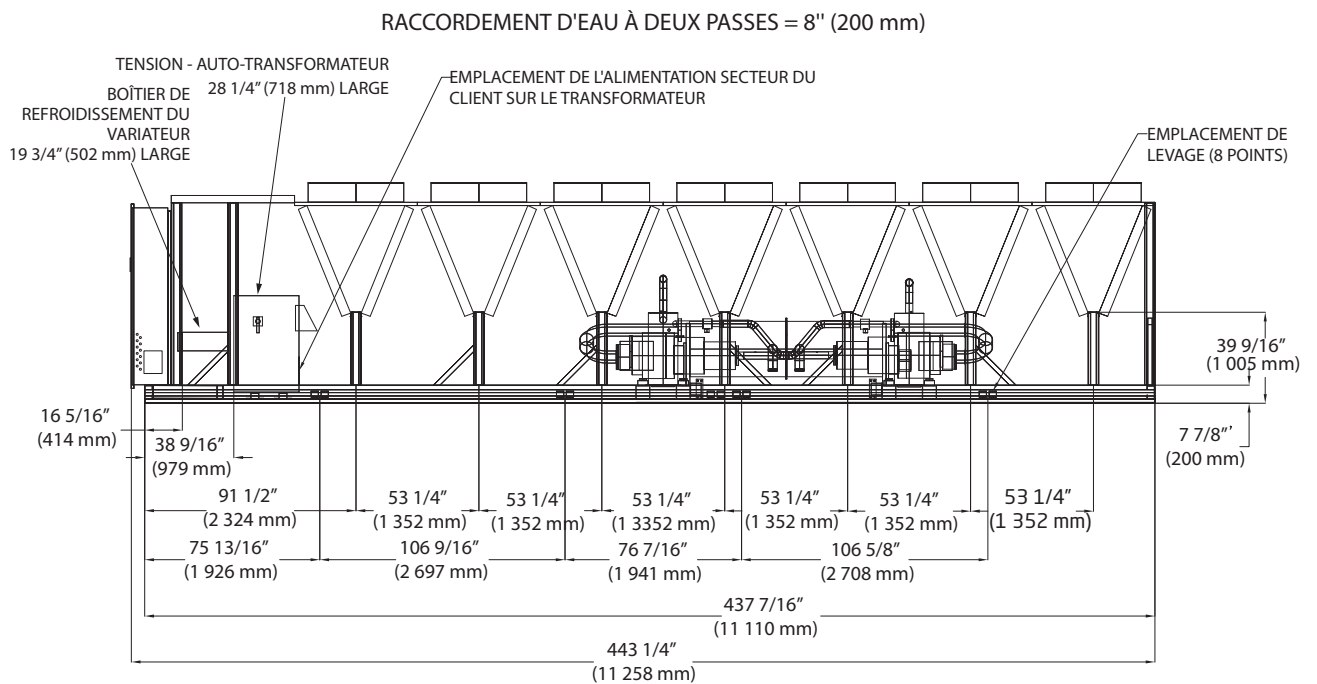 RACCORDEMENT D'EAU À DEUX PASSES = 8" (200 mm)
TENSION - AUTO-TRANSFORMATEUR
28 1/4" (718 mm) LARGE
BOÎTIER DE
REFROIDISSEMENT DU
VARIATEUR
19 3/4" (502 mm) LARGE
EMPLACEMENT DE L'ALIMENTATION SECTEUR DU
CLIENT SUR LE TRANSFORMATEUR
EMPLACEMENT DE
LEVAGE (8 POINTS)
39 9/16"
(1 005 mm)
7 7/8"’
(200 mm)
16 5/16"
(414 mm)
38 9/16"
(979 mm)
91 1/2"
(2 324 mm)
53 1/4"
(1 352 mm)
53 1/4"
(1 352 mm)
53 1/4"
(1 3352 mm)
53 1/4"
(1 352 mm)
53 1/4"
(1 352 mm)
53 1/4"
(1 352 mm)
75 13/16"
(1 926 mm)
106 9/16"
(2 697 mm)
76 7/16"
(1 941 mm)
106 5/8"
(2 708 mm)
437 7/16"
(11 110 mm)
443 1/4"
(11 258 mm)